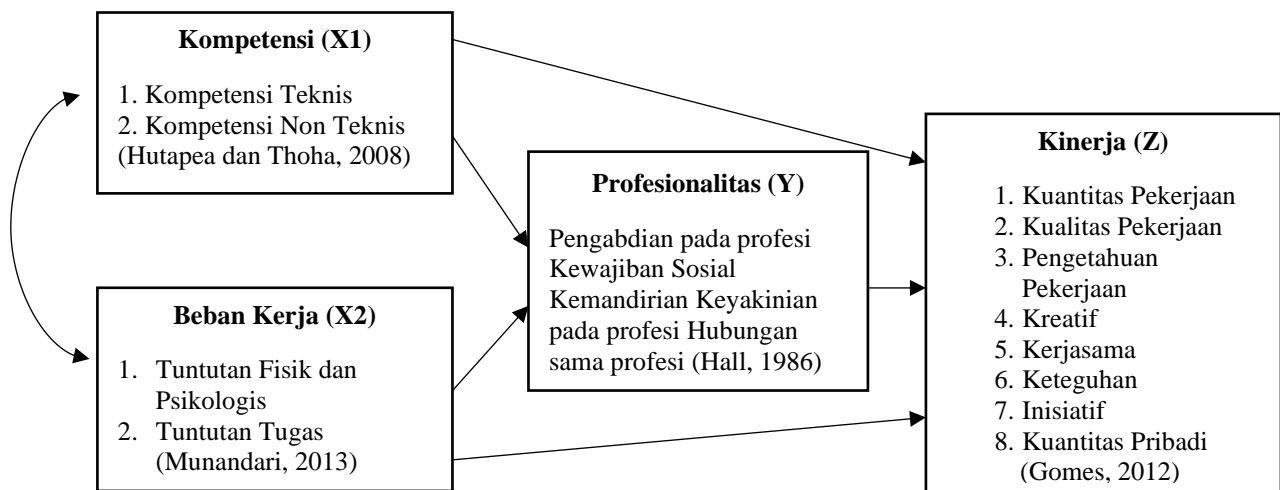 Kompetensi (X1)
1. Kompetensi Teknis
2. Kompetensi Non Teknis
(Hutapea dan Thoha, 2008)
Beban Kerja (X2)
1. Tuntutan Fisik dan
Psikologis
2. Tuntutan Tugas
(Munandari, 2013)
Profesionalitas (Y)
Pengabdian pada profesi
Kewajiban Sosial
Kemandirian Keyakinian
pada profesi Hubungan
sama profesi (Hall, 1986)
Kinerja (Z)
1. Kuantitas Pekerjaan
2. Kualitas Pekerjaan
3. Pengetahuan
Pekerjaan
4. Kreatif
5. Kerjasama
6. Keteguhan
7. Inisiatif
8. Kuantitas Pribadi
(Gomes, 2012)